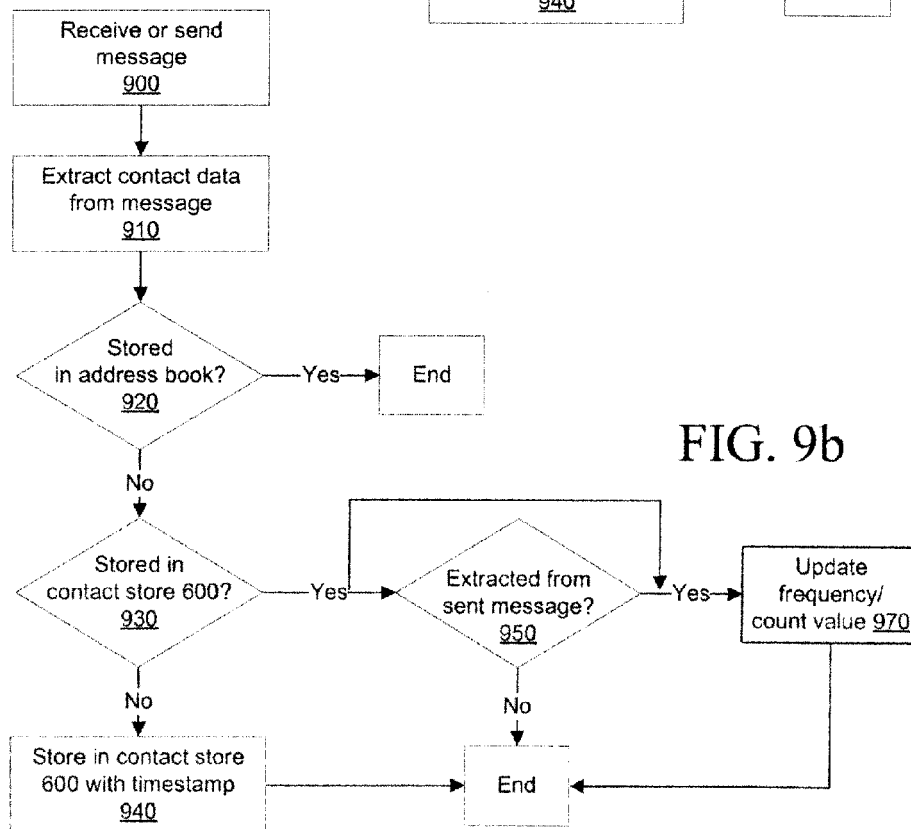 940
Receive or send
message
900
Extract contact data
from message
910
Stored
in address book?
920
Yes
End
FIG. 9b
No
Stored in
contact store 600?
930
Yes
Extracted from
sent message?
950
Yes
Update
frequency/
count value 970
No
No
Store in contact store
600 with timestamp
940
End